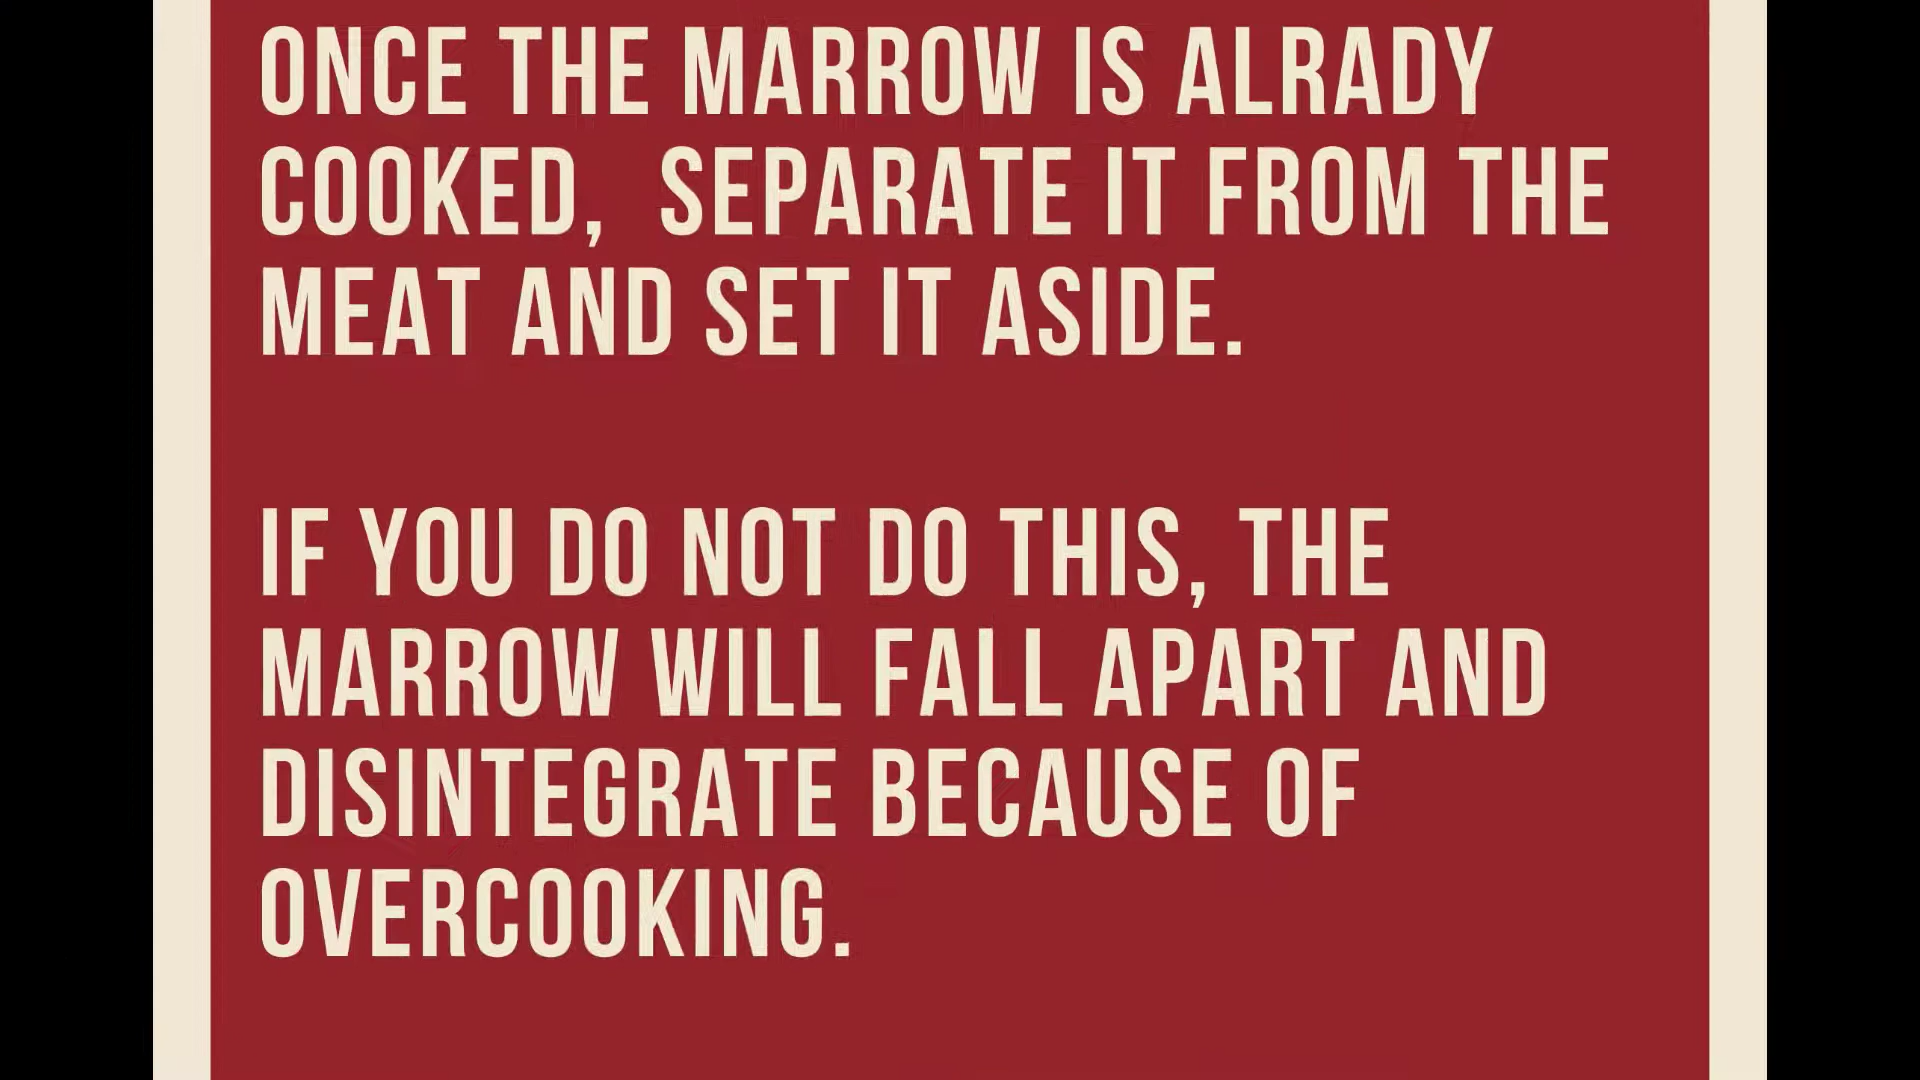 ONCE THE MARROW IS ALRADY
COOKED,  SEPARATE IT FROM THE
MEAT AND SET IT ASIDE.
IF YOU DO NOT DO THIS, THE
MARROW WILL FALL APART AND
DISINTEGRATE BECAUSE OF
OVERCOOKING.